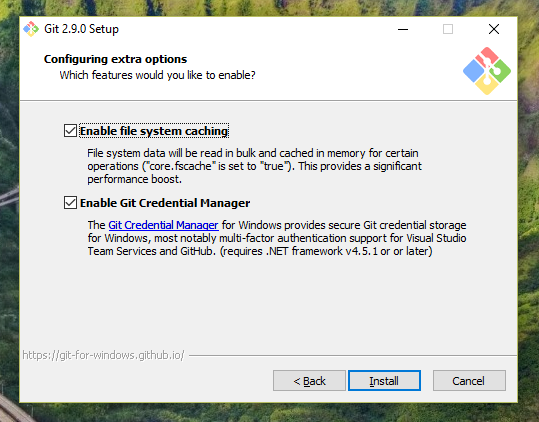 Git 2.9.0 Setup
Configuring extra options
Which features would you like to enable?
Enable file system caching
File system data will be read in bulk and cached in memory for certain
operations ("core.fscache" is set to "true"). This provides a significant
performance boost.
Enable Git Credential Manager
The Git Credential Manager for Windows provides secure Git credential storage
for Windows, most notably multi-factor authentication support for Visual Studio
Team Services and GitHub. (requires .NET framework v4.5.1 or or later)
https://git-for-windows.github.io/
< Back
Install
Cancel